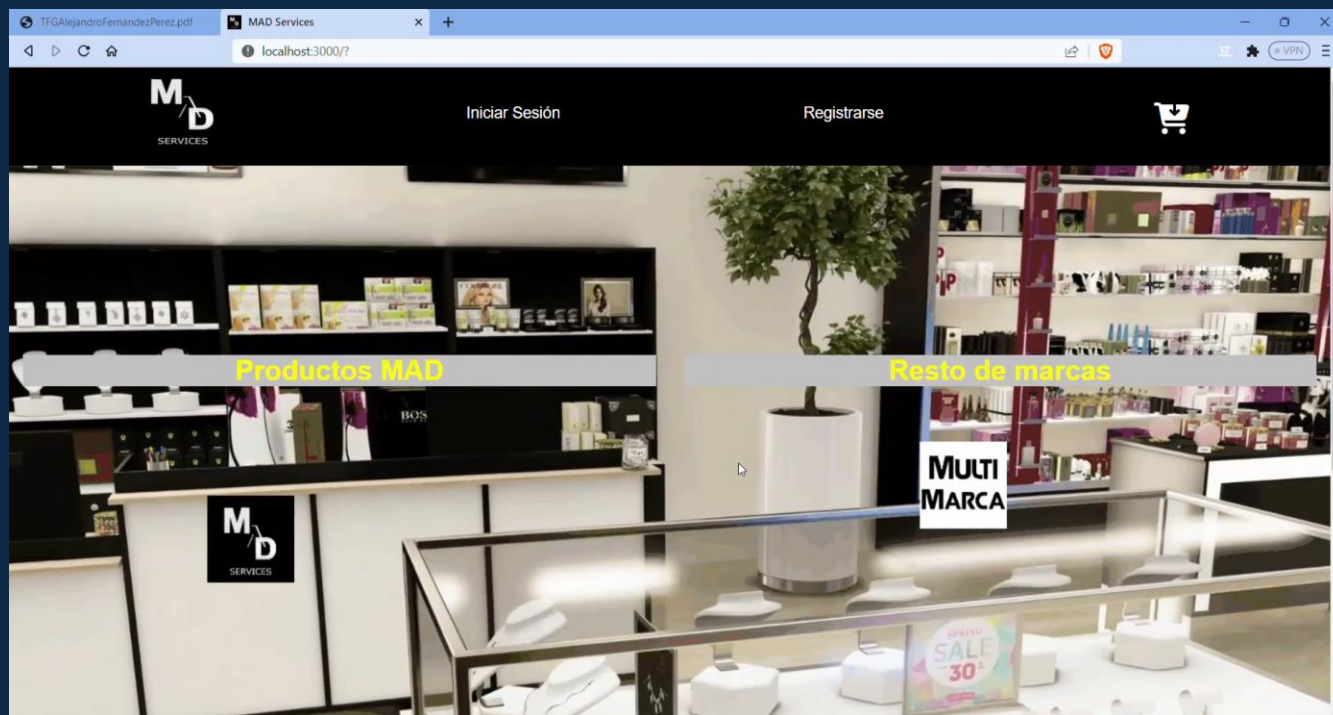 TFGAlejandroFernandezPerez.pdf
MAD Services
localhost:3000/?
VPN
M
D
SERVICES
Iniciar Sesión
Registrarse
Productos MAD
Resto de marcas
BOS
MULTI
MARCA
M
D
SERVICES
SPRING
SALE
30